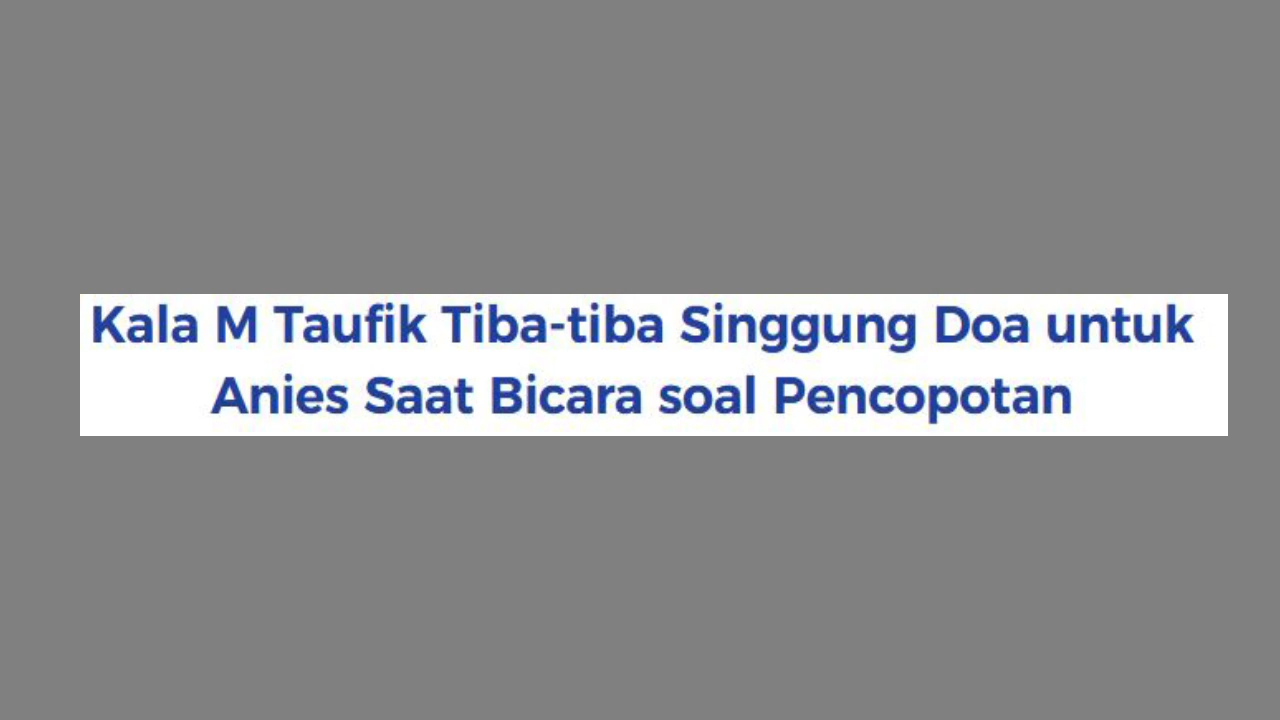 Kala M Taufik Tiba-tiba Singgung Doa untuk
Anies Saat Bicara soal Pencopotan